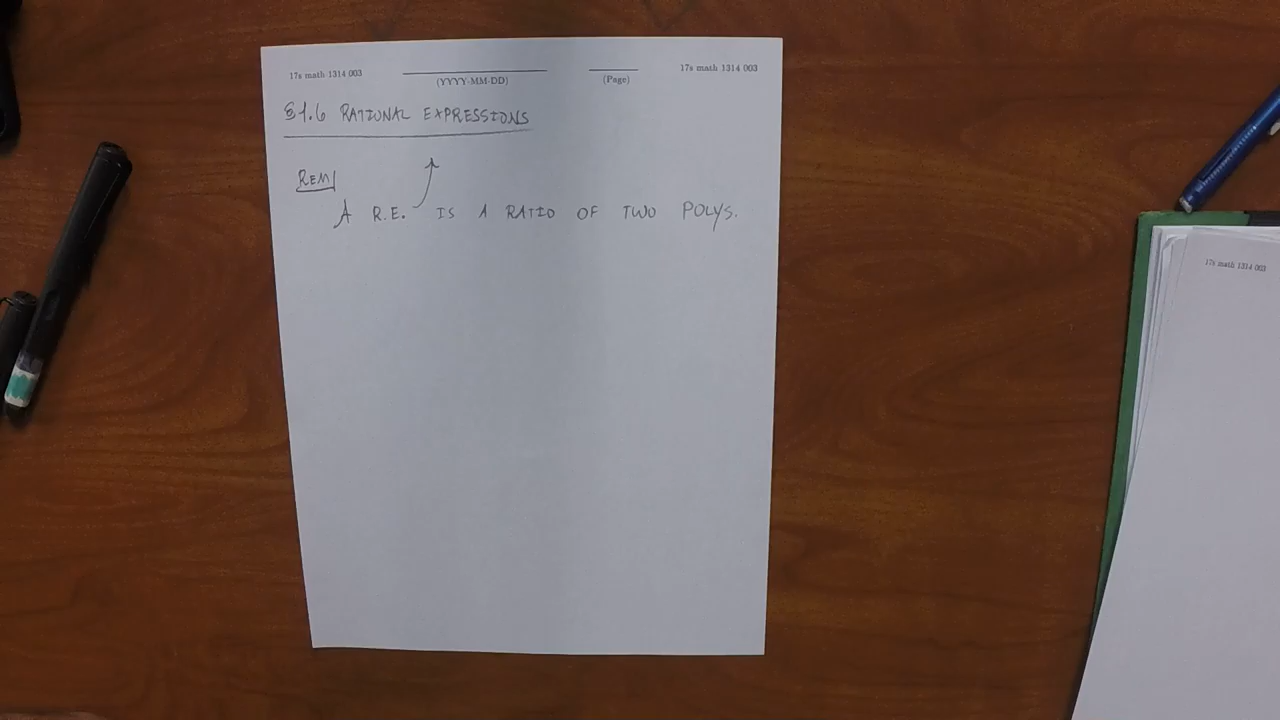 17s math 1314 003 (YYYY-MM-DD) (Page) 17s math 1314 003
§1.6 RATIONAL EXPRESSIONS
REM
A R.E. IS A RATIO OF TWO POLYS.
17s math 1314 003